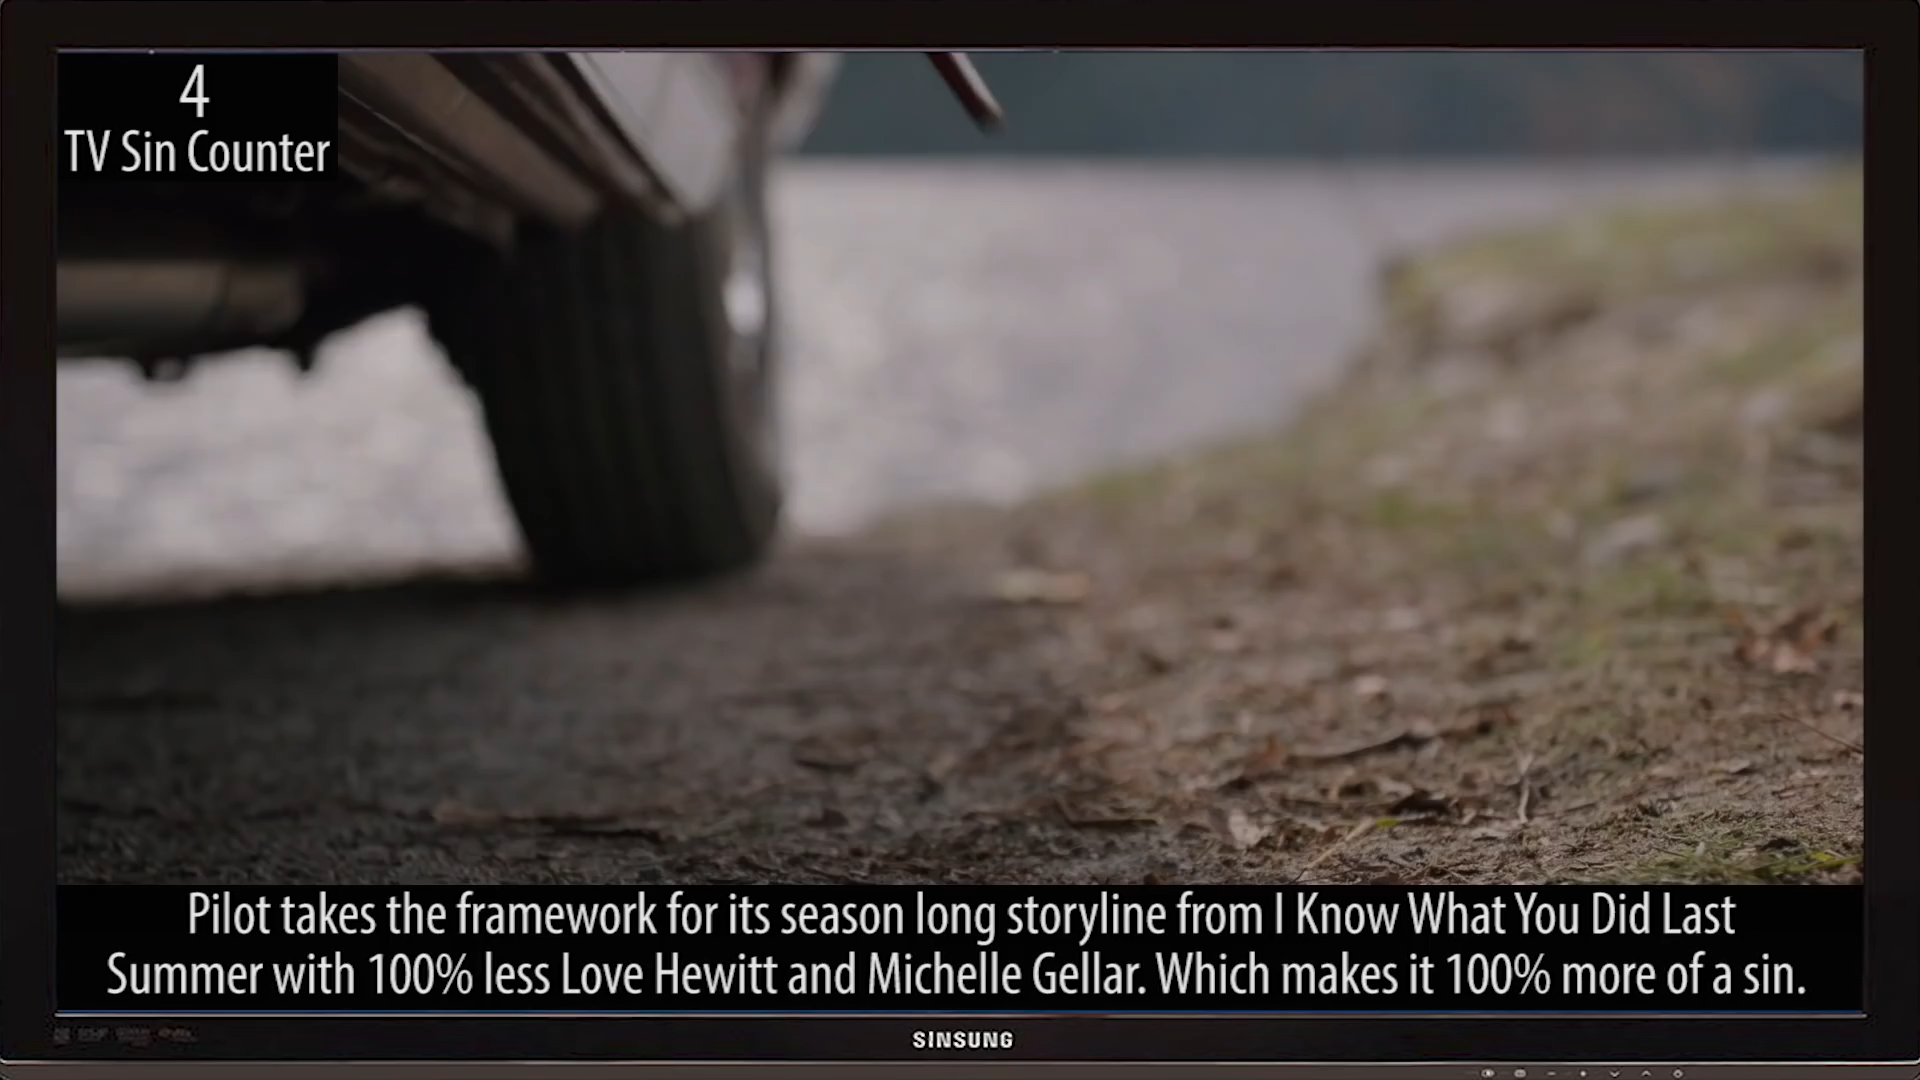 4
TV Sin Counter
Pilot takes the framework for its season long storyline from I Know What You Did Last
Summer with 100% less Love Hewitt and Michelle Gellar. Which makes it 100% more of a sin.
SINSUNG